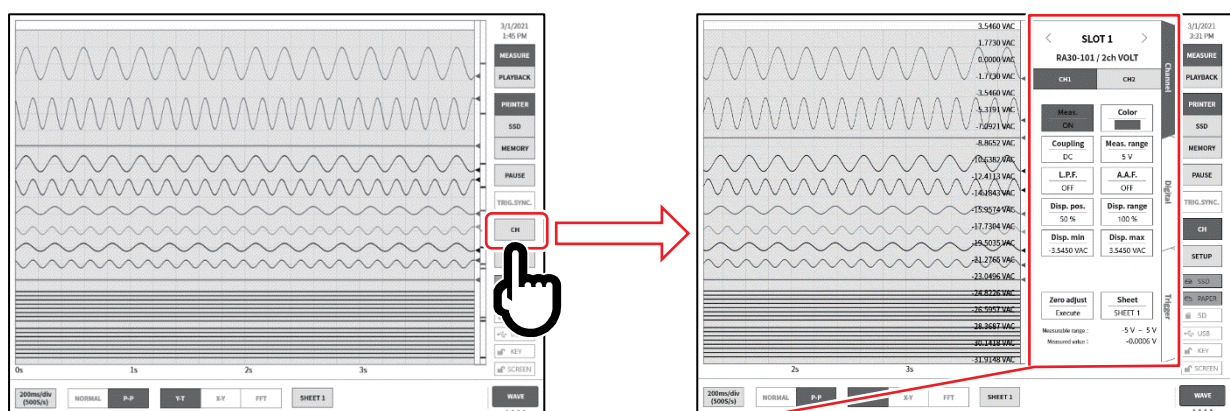 3/1/2021
1:45 PM
MEASURE
PLAYBACK
PRINTER
SSD
MEMORY
PAUSE
TRIG.SYNC.
CH
KEY
SCREEN
0s 1s 2s 3s
200ms/div
(500S/s)
NORMAL P-P Y-T X-Y FFT SHEET 1 WAVE
3.5460 VAC
1.7730 VAC
0.0000 VAC
-1.7730 VAC
-3.5460 VAC
-5.3191 VAC
-7.0921 VAC
-8.8652 VAC
-10.6382 VAC
-12.4113 VAC
-14.1843 VAC
-15.9574 VAC
-17.7304 VAC
-19.5035 VAC
-21.2765 VAC
-23.0496 VAC
-24.8226 VAC
-26.5957 VAC
-28.3687 VAC
-30.1418 VAC
-31.9148 VAC
2s 3s
SLOT 1
RA30-101 / 2ch VOLT
CH1 CH2
Meas. Color
ON
Coupling Meas. range
DC 5 V
L.P.F. A.A.F.
OFF OFF
Disp. pos. Disp. range
50 % 100 %
Disp. min Disp. max
-3.5450 VAC 3.5450 VAC
Zero adjust Sheet
Execute SHEET 1
Measurable range : -5 V ~ 5 V
Measured value : -0.0006 V
Channel
Digital
Trigger
3/1/2021
3:31 PM
MEASURE
PLAYBACK
PRINTER
SSD
MEMORY
PAUSE
TRIG.SYNC.
CH
SETUP
SSD
PAPER
SD
USB
KEY
SCREEN
200ms/div
(500S/s)
NORMAL P-P X-Y FFT SHEET 1 WAVE